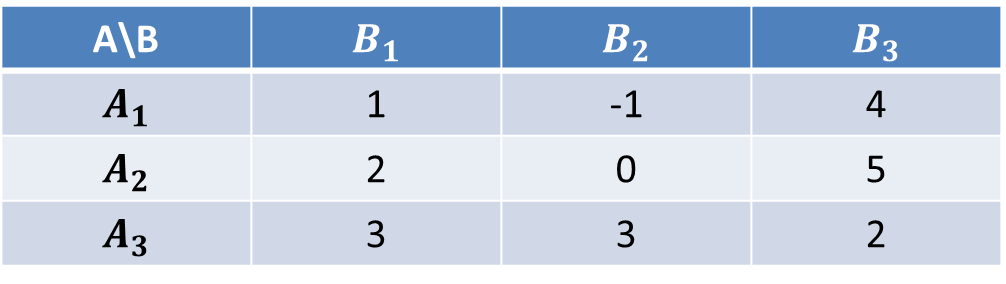 A\B B₁ B₂ B₃
A₁ 1 -1 4
A₂ 2 0 5
A₃ 3 3 2